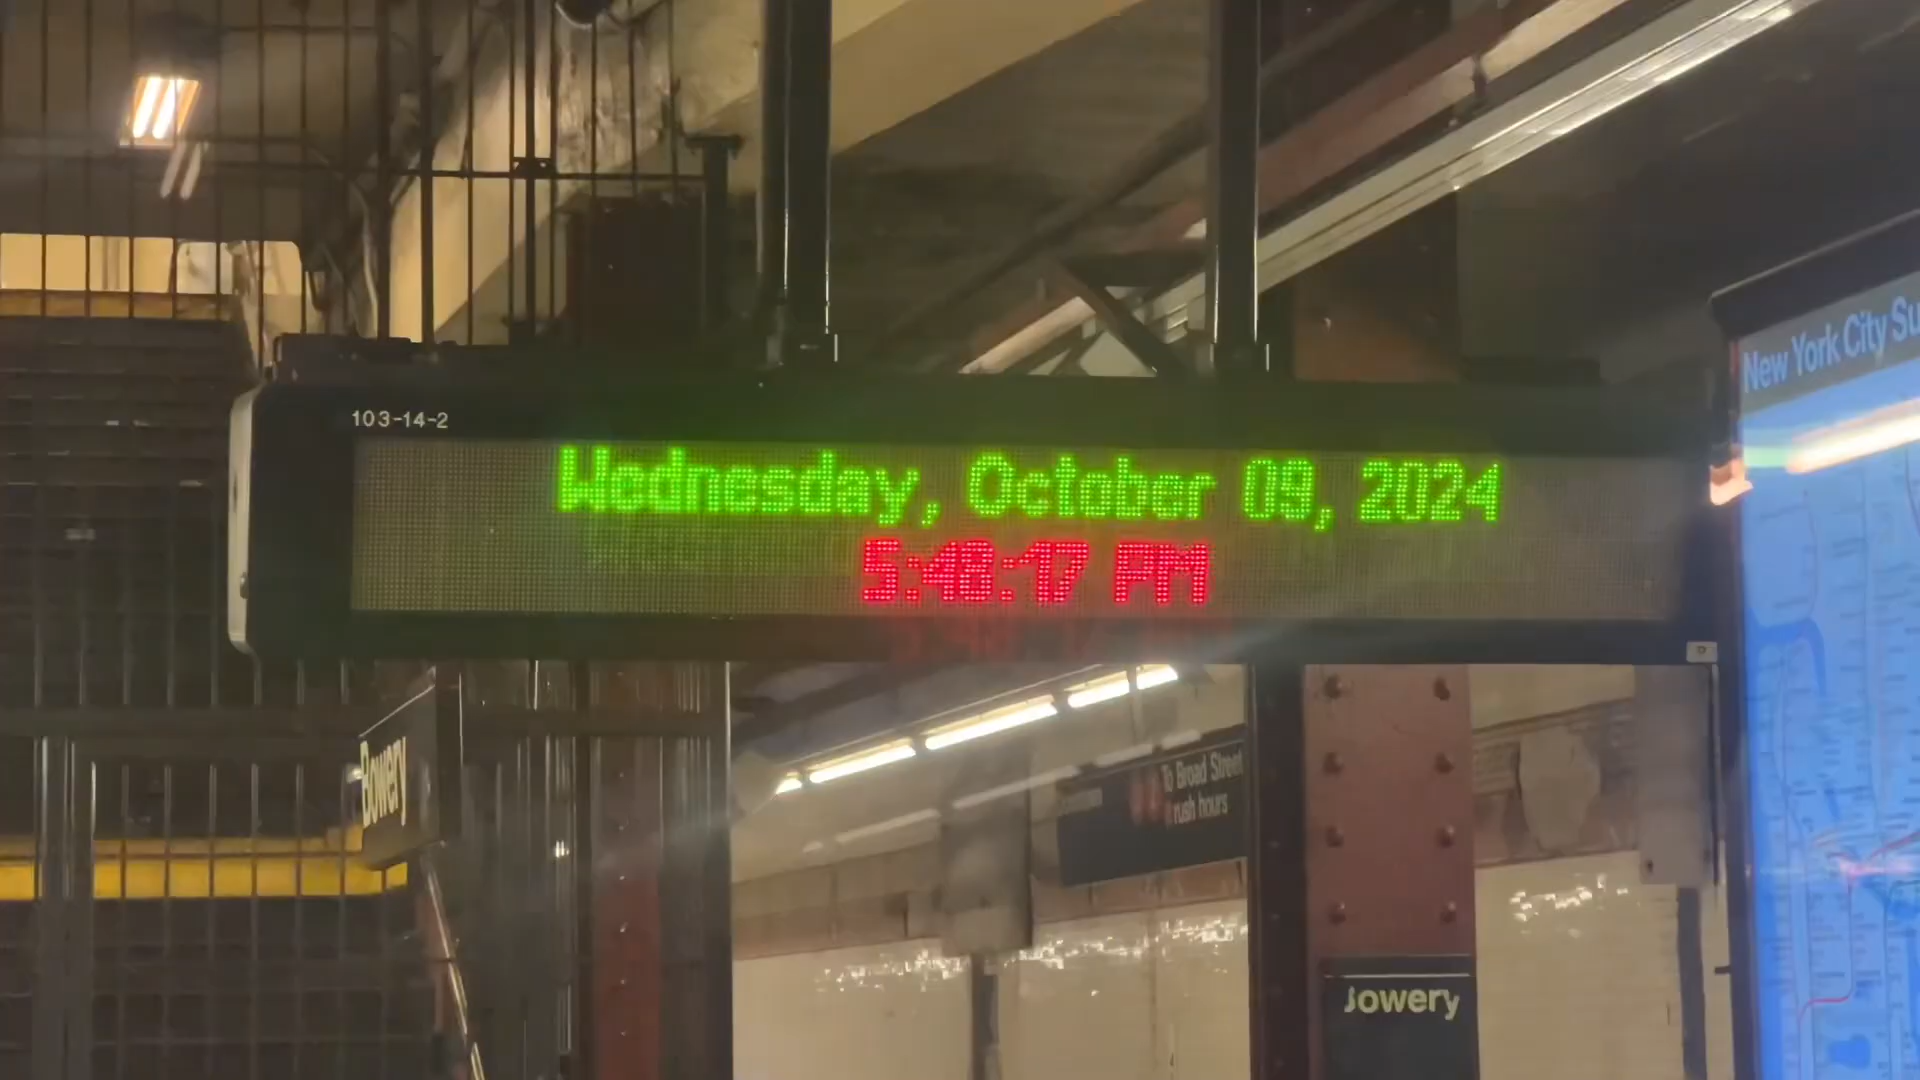 New York City Su
103-14-2
Wednesday, October 09, 2024
5:48:17 PM
Bowery
To Broad Street
rush hours
Bowery